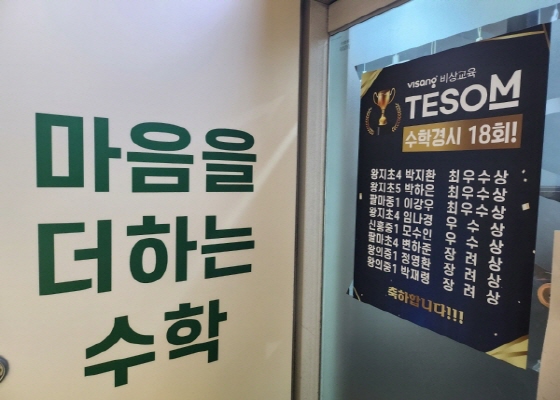 마음을
더하는
수학
visang 비상교육
TESOM
수학경시 18회!
왕지초4 박지환 최우수상
왕지초5 박하은 최우수상
팔마중1 이강우 최우수상
왕지초4 임나경 우수상
신흥중1 모수인 우수상
팔마초4 변하준 장려상
왕의중1 정영환 장려상
왕의중1 박재령 장려상
축하합니다!!!